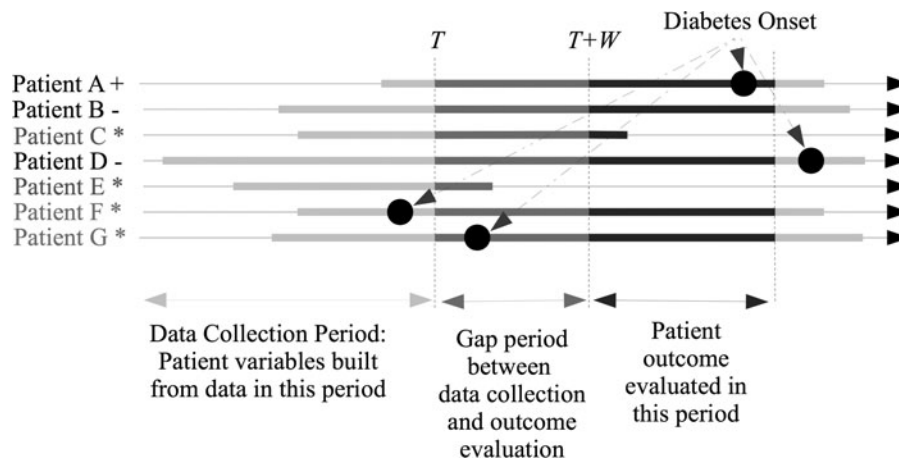 Diabetes Onset
T
T+W
Patient A +
Patient B -
Patient C *
Patient D -
Patient E *
Patient F *
Patient G *
Data Collection Period:
Patient variables built
from data in this period
Gap period
between
data collection
and outcome
evaluation
Patient
outcome
evaluated in
this period